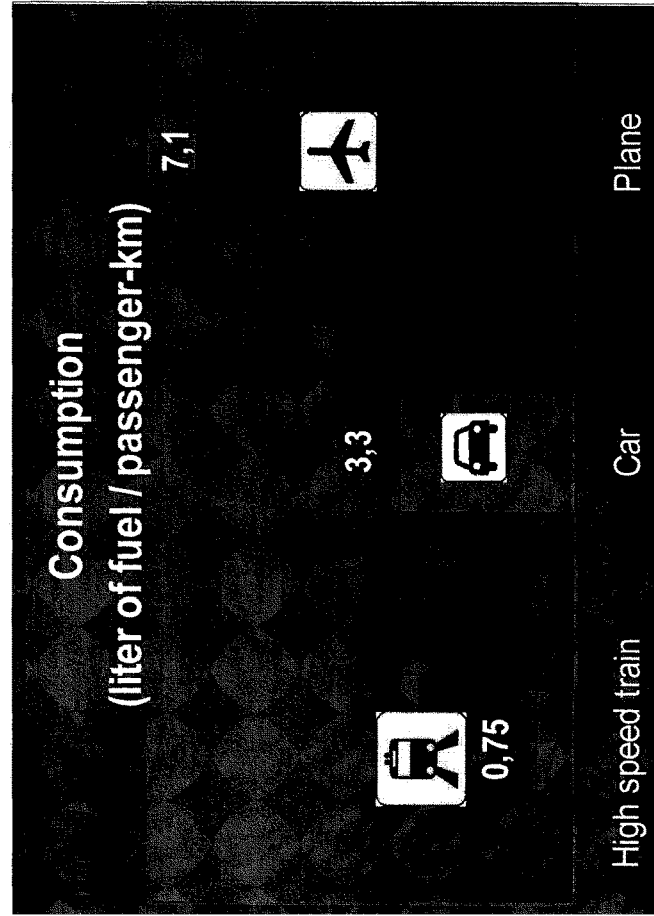 Consumption
(liter of fuel / passenger-km)
7,1
3,3
0,75
High speed train
Car
Plane